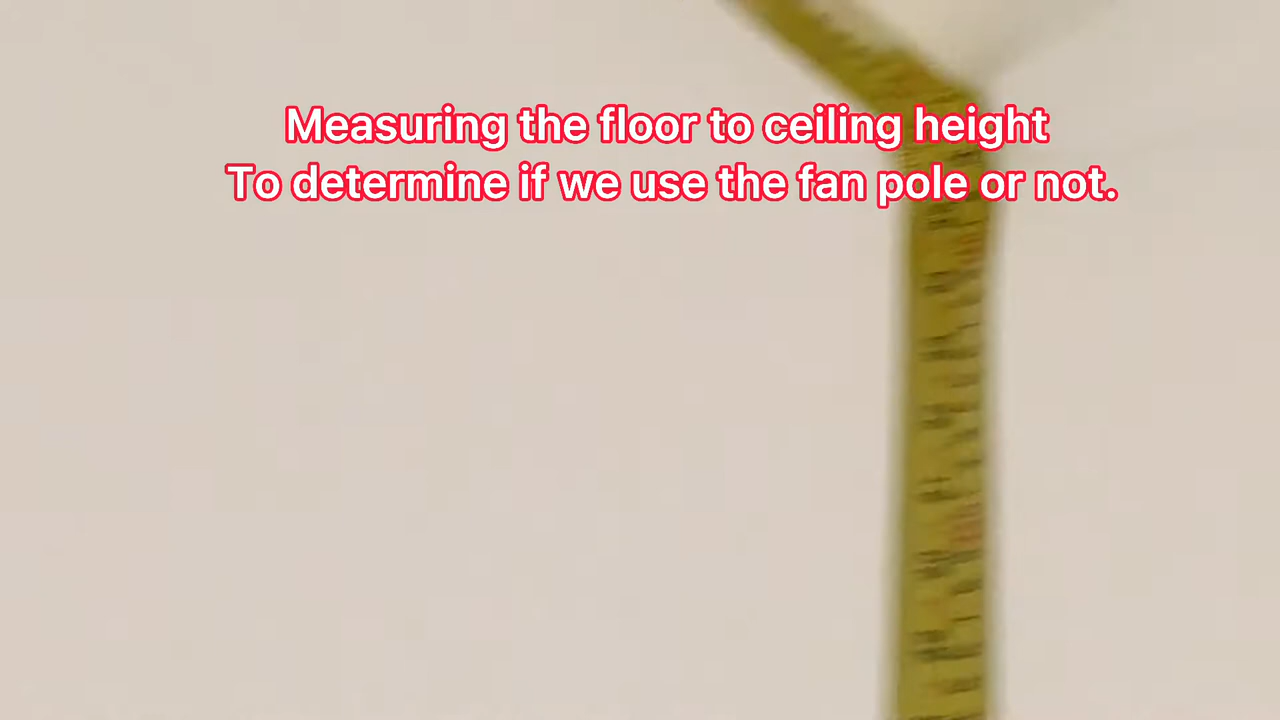 Measuring the floor to ceiling height
To determine if we use the fan pole or not.